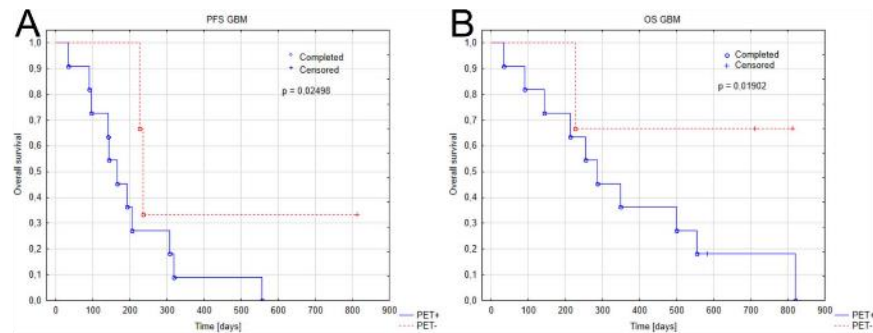 A
PFS GBM
1,0
0,9
0,8
0,7
0,6
0,5
0,4
0,3
0,2
0,1
0,0
Overall survival
Completed
Censored
p = 0,02498
0 100 200 300 400 500 600 700 800 900
Time [days]
PET+
PET-
B
OS GBM
1,0
0,9
0,8
0,7
0,6
0,5
0,4
0,3
0,2
0,1
0,0
Overall survival
Completed
Censored
p = 0,01902
0 100 200 300 400 500 600 700 800 900
Time [days]
PET+
PET-